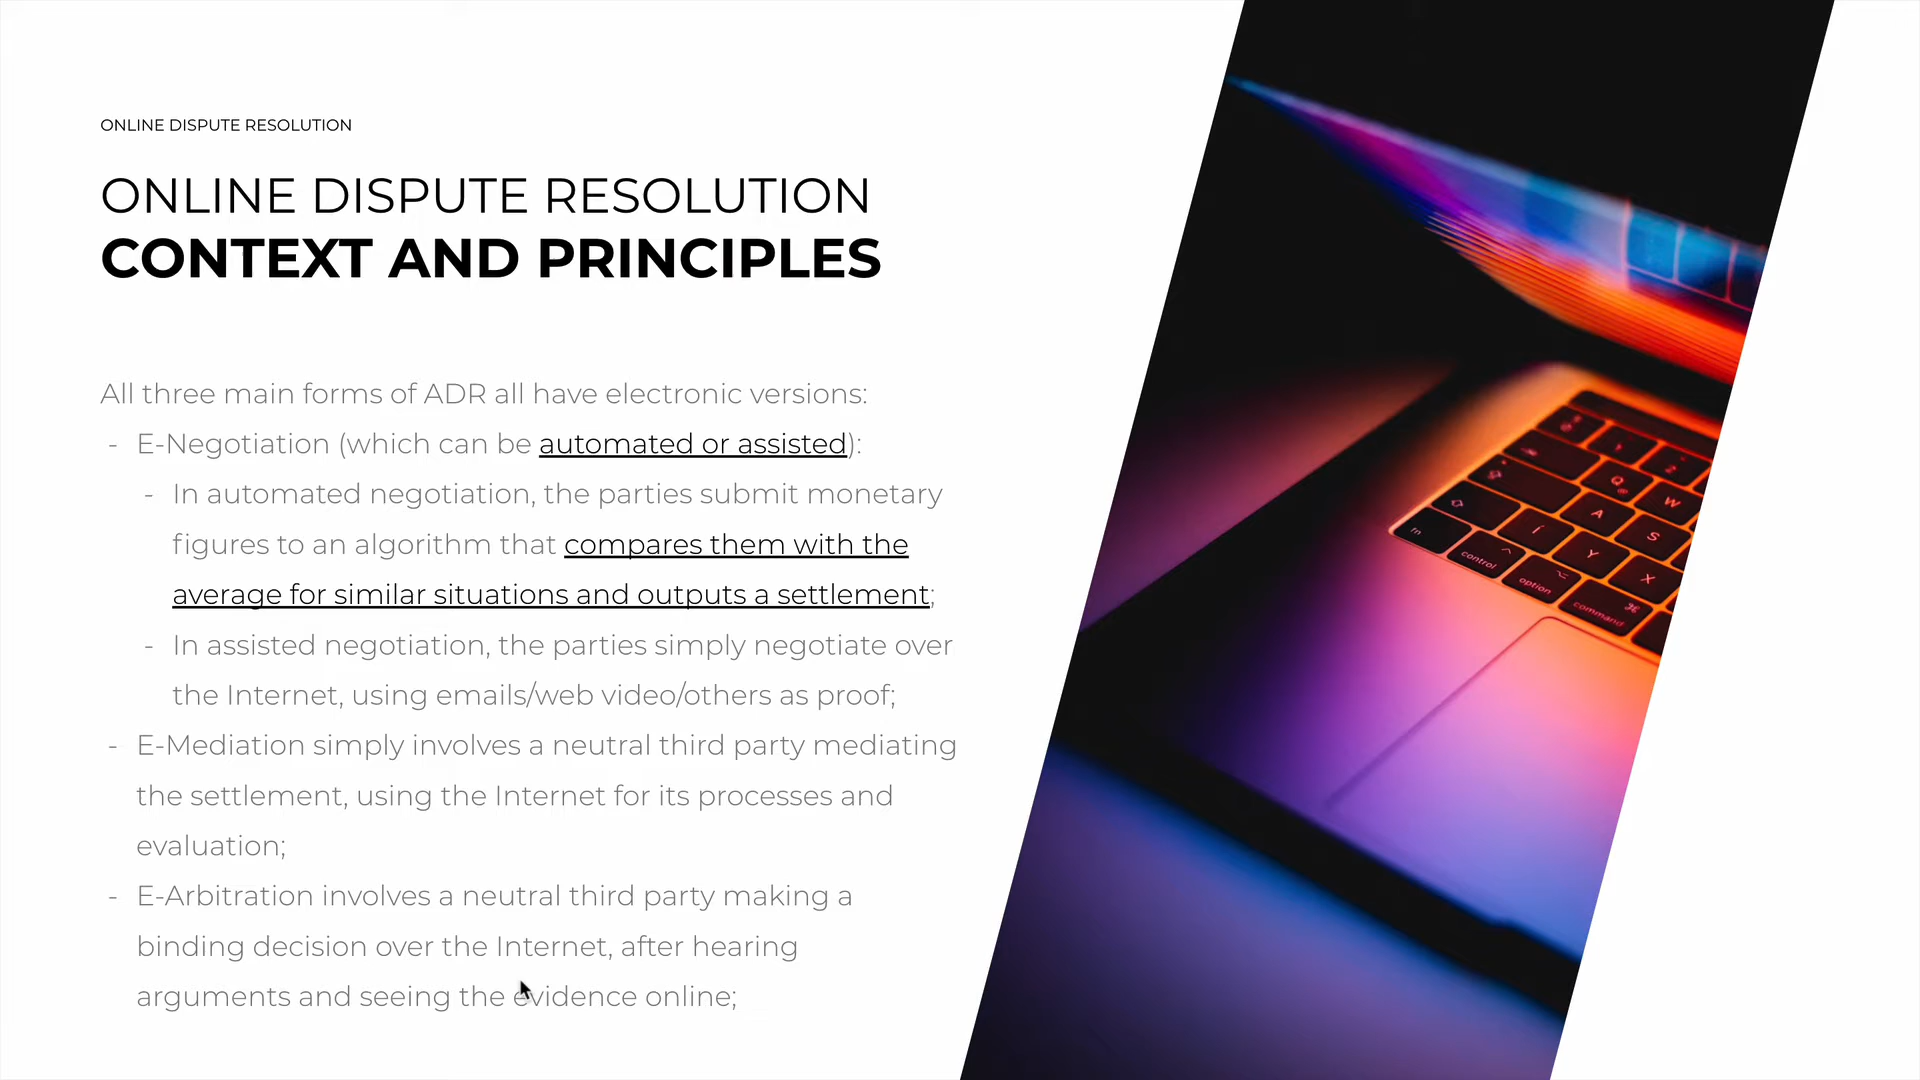 ONLINE DISPUTE RESOLUTION
ONLINE DISPUTE RESOLUTION
CONTEXT AND PRINCIPLES
All three main forms of ADR all have electronic versions:
- E-Negotiation (which can be automated or assisted):
- In automated negotiation, the parties submit monetary
figures to an algorithm that compares them with the
average for similar situations and outputs a settlement;
- In assisted negotiation, the parties simply negotiate over
the Internet, using emails/web video/others as proof;
- E-Mediation simply involves a neutral third party mediating
the settlement, using the Internet for its processes and
evaluation;
- E-Arbitration involves a neutral third party making a
binding decision over the Internet, after hearing
arguments and seeing the evidence online;
Q W
A S
fn control option command
Y X